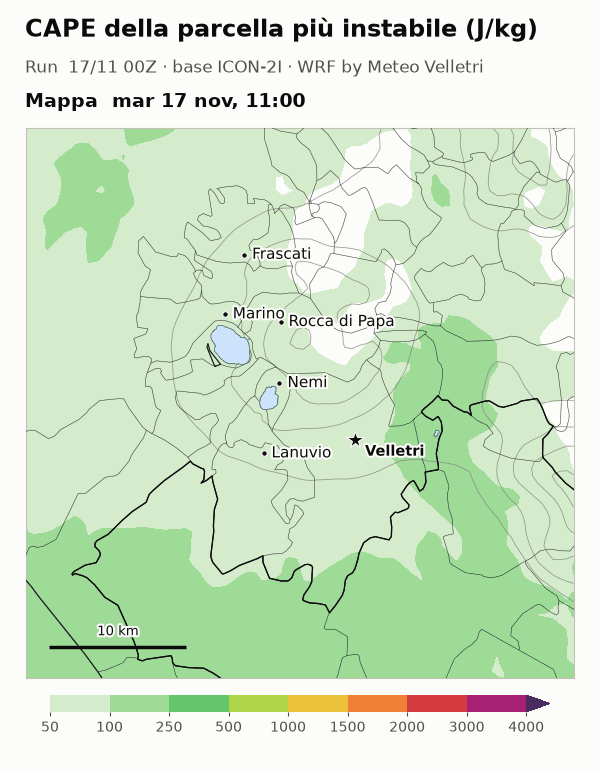 CAPE della parcella più instabile (J/kg)
Run  17/11 00Z · base ICON-2I · WRF by Meteo Velletri
Mappa  mar 17 nov, 11:00
Frascati
Marino
Rocca di Papa
Nemi
Velletri
Lanuvio
10 km
50 100 250 500 1000 1500 2000 3000 4000